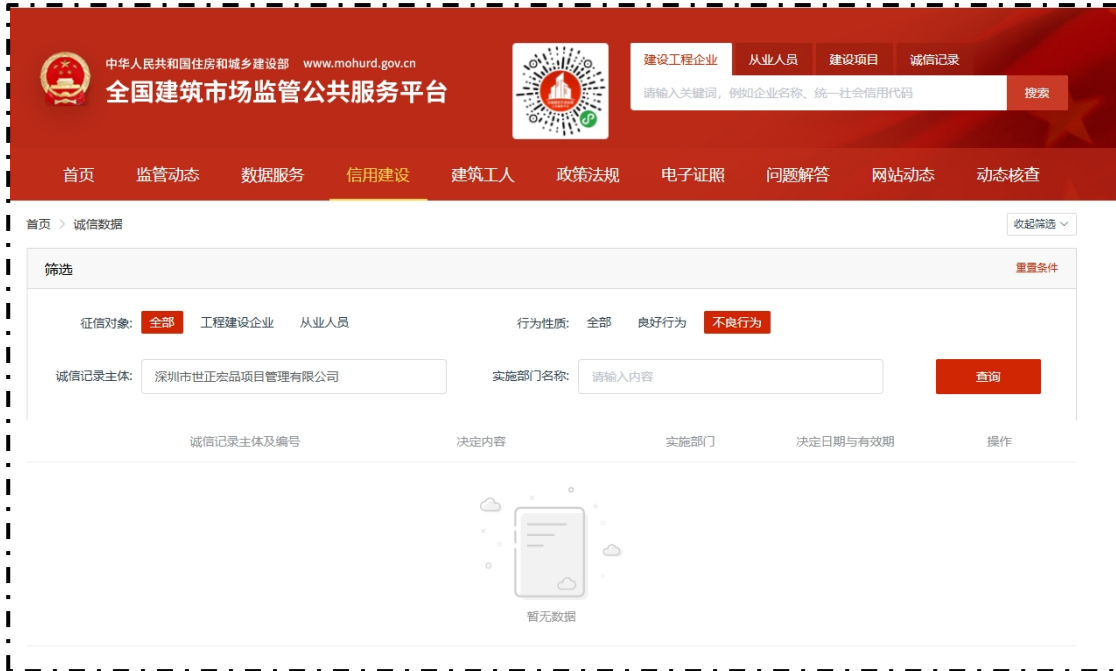 中华人民共和国住房和城乡建设部 www.mohurd.gov.cn
全国建筑市场监管公共服务平台
建设工程企业 从业人员 建设项目 诚信记录
请输入关键词，例如企业名称、统一社会信用代码 搜索
首页 监管动态 数据服务 信用建设 建筑工人 政策法规 电子证照 问题解答 网站动态 动态核查
首页 > 诚信数据 收起筛选
筛选 重置条件
征信对象: 全部 工程建设企业 从业人员 行为性质: 全部 良好行为 不良行为
诚信记录主体: 深圳市世正宏品项目管理有限公司 实施部门名称: 请输入内容 查询
诚信记录主体及编号 决定内容 实施部门 决定日期与有效期 操作
暂无数据